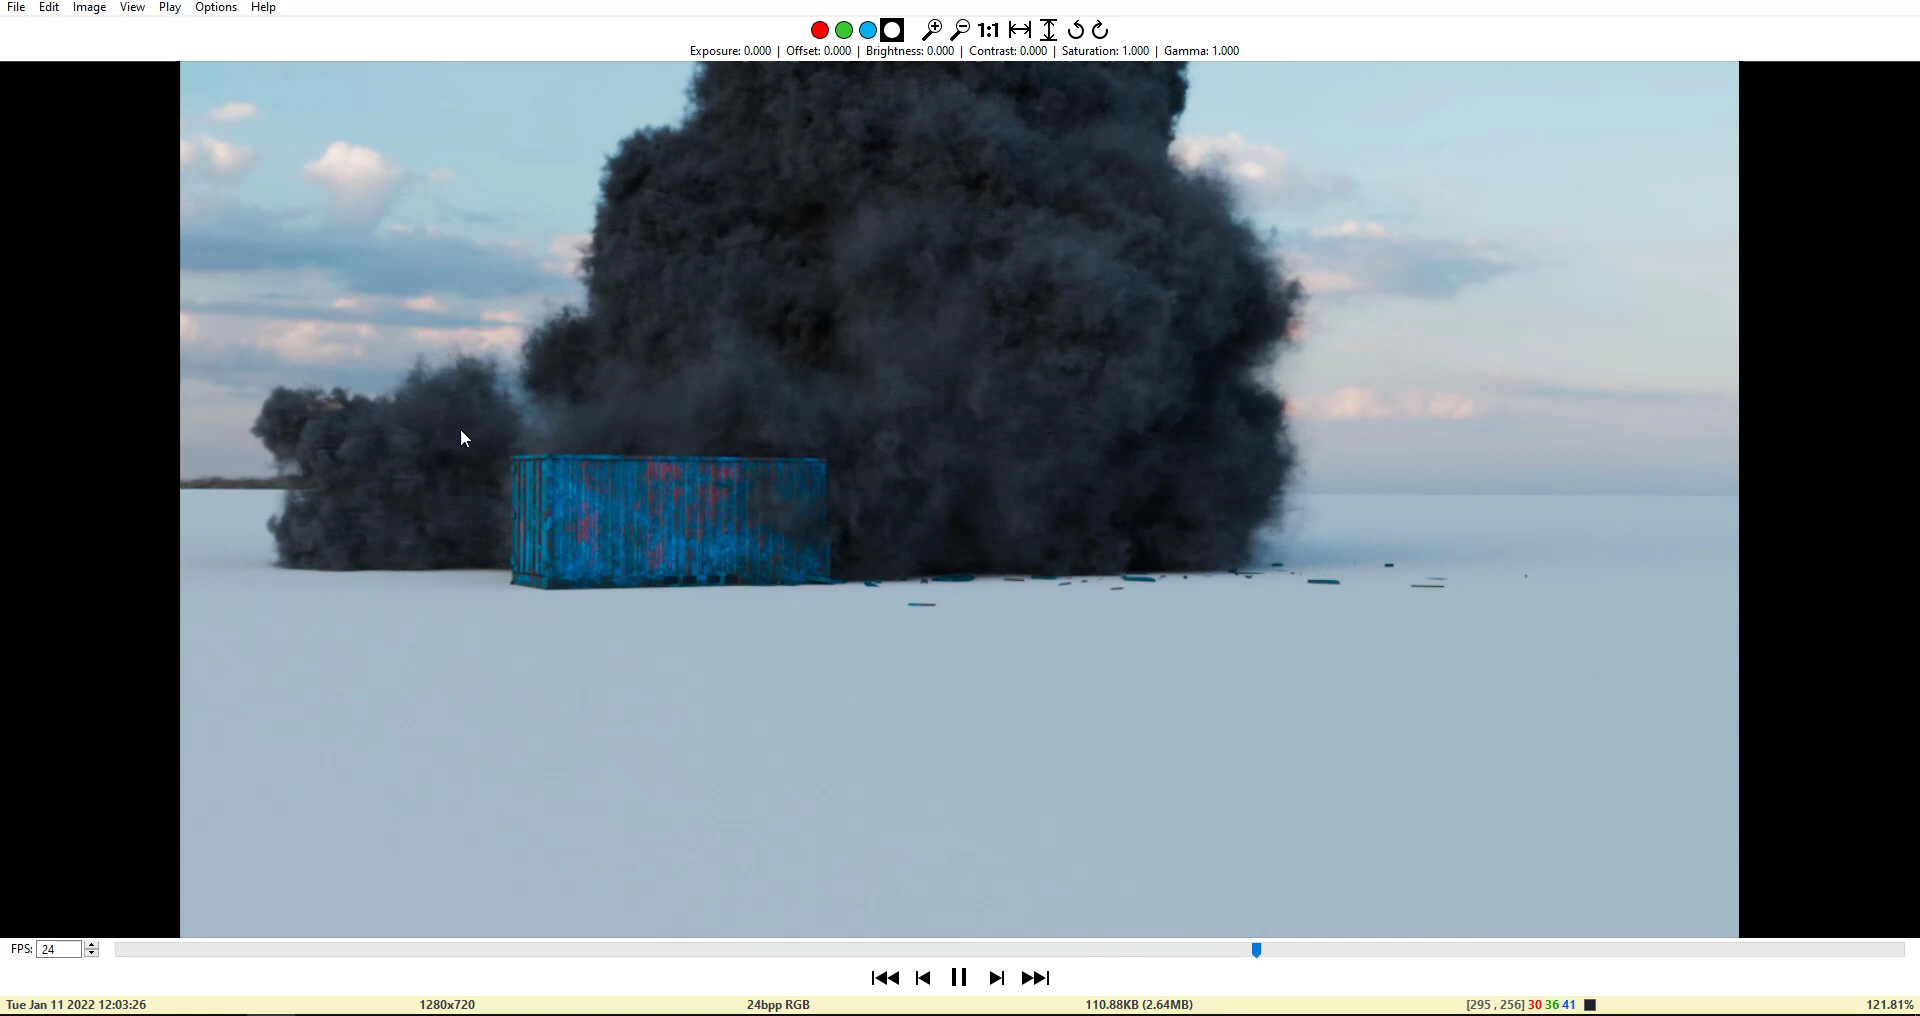 File Edit Image View Play Options Help
1:1
Exposure: 0.000 | Offset: 0.000 | Brightness: 0.000 | Contrast: 0.000 | Saturation: 1.000 | Gamma: 1.000
FPS: 24
Tue Jan 11 2022 12:03:26 1280x720 24bpp RGB 110.88KB (2.64MB) [295 , 256] 30 36 41 121.81%